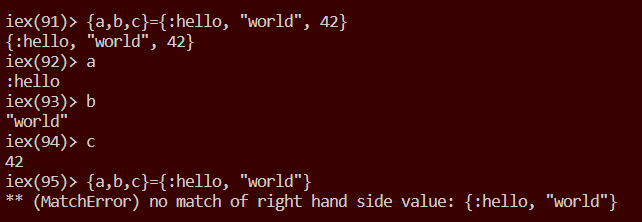 iex(91)> {a,b,c}={:hello, "world", 42}
{:hello, "world", 42}
iex(92)> a
:hello
iex(93)> b
"world"
iex(94)> c
42
iex(95)> {a,b,c}={:hello, "world"}
** (MatchError) no match of right hand side value: {:hello, "world"}